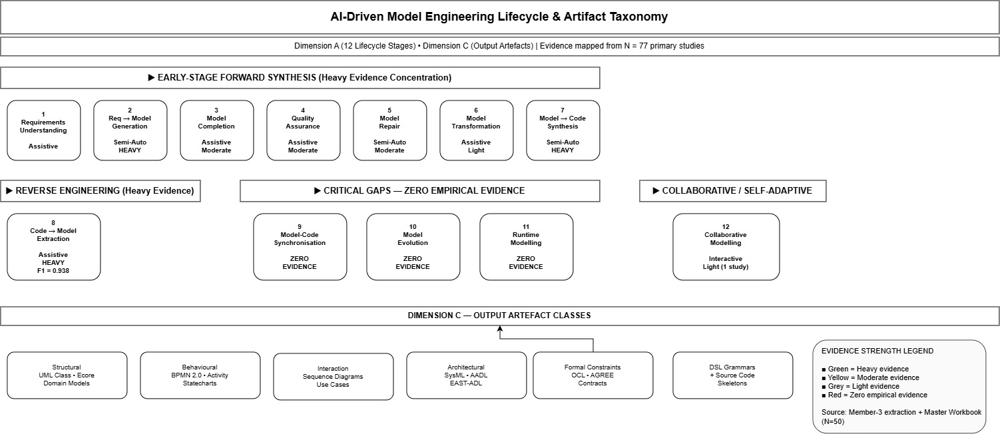 AI-Driven Model Engineering Lifecycle & Artifact Taxonomy
Dimension A (12 Lifecycle Stages) • Dimension C (Output Artefacts) | Evidence mapped from N = 77 primary studies
▶ EARLY-STAGE FORWARD SYNTHESIS (Heavy Evidence Concentration)
1
Requirements
Understanding
Assistive
2
Req → Model
Generation
Semi-Auto
HEAVY
3
Model
Completion
Assistive
Moderate
4
Quality
Assurance
Assistive
Moderate
5
Model
Repair
Semi-Auto
Moderate
6
Model
Transformation
Assistive
Light
7
Model → Code
Synthesis
Semi-Auto
HEAVY
▶ REVERSE ENGINEERING (Heavy Evidence)
8
Code → Model
Extraction
Assistive
HEAVY
F1 = 0.938
▶ CRITICAL GAPS — ZERO EMPIRICAL EVIDENCE
9
Model-Code
Synchronisation
ZERO
EVIDENCE
10
Model
Evolution
ZERO
EVIDENCE
11
Runtime
Modelling
ZERO
EVIDENCE
▶ COLLABORATIVE / SELF-ADAPTIVE
12
Collaborative
Modelling
Interactive
Light (1 study)
DIMENSION C — OUTPUT ARTEFACT CLASSES
Structural
UML Class • Ecore
Domain Models
Behavioural
BPMN 2.0 • Activity
Statecharts
Interaction
Sequence Diagrams
Use Cases
Architectural
SysML • AADL
EAST-ADL
Formal Constraints
OCL • AGREE
Contracts
DSL Grammars
+ Source Code
Skeletons
EVIDENCE STRENGTH LEGEND
■ Green = Heavy evidence
■ Yellow = Moderate evidence
■ Grey = Light evidence
■ Red = Zero empirical evidence
Source: Member-3 extraction + Master Workbook
(N=50)